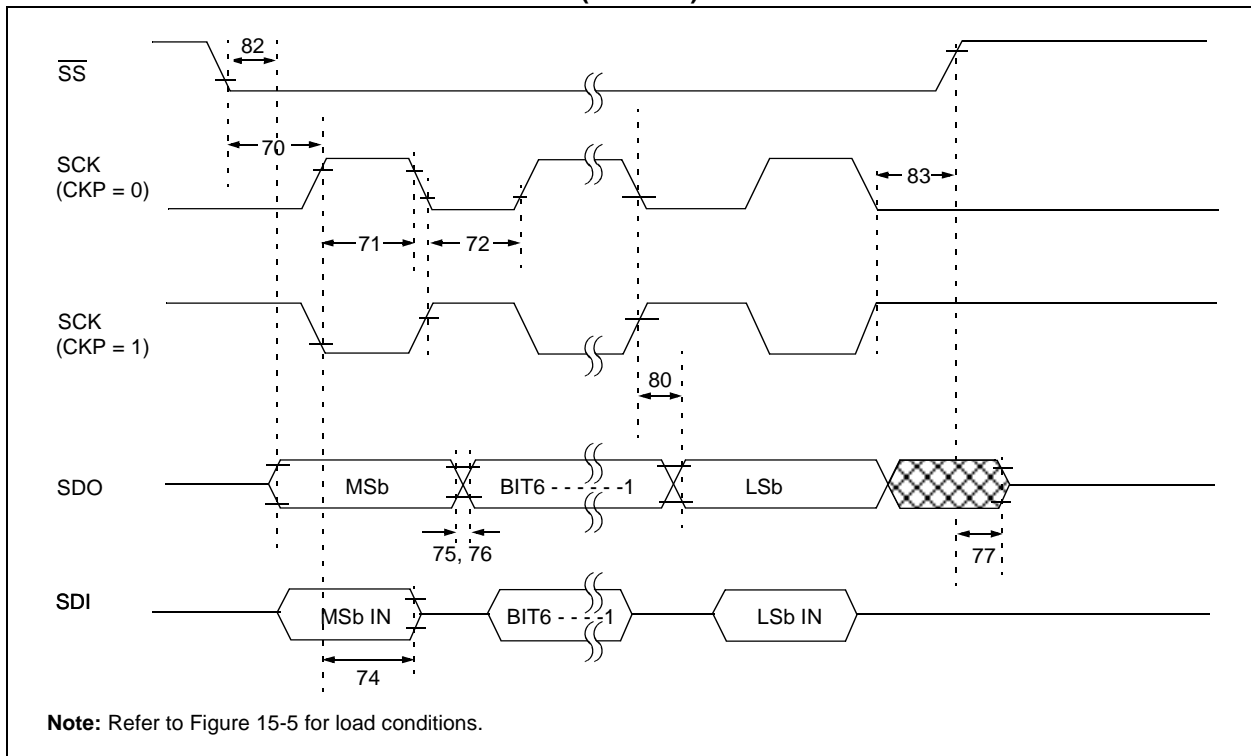 82
SS
70
SCK
(CKP = 0)
83
71
72
SCK
(CKP = 1)
80
SDO
MSb
BIT6 - - - - - -1
LSb
75, 76
77
SDI
MSb IN
BIT6 - - - -1
LSb IN
74
Note: Refer to Figure 15-5 for load conditions.